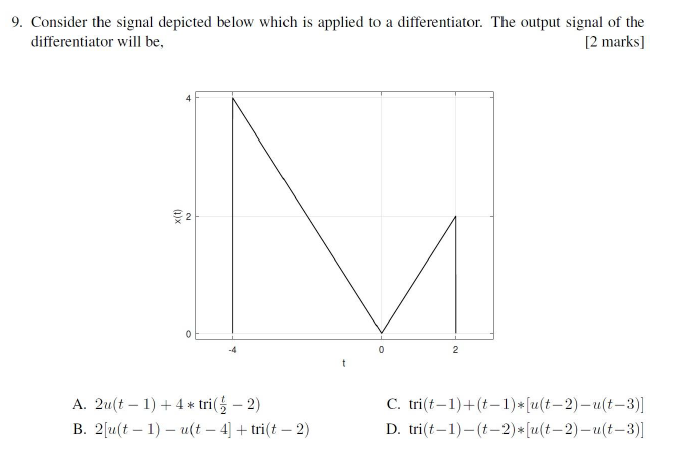 9. Consider the signal depicted below which is applied to a differentiator. The output signal of the
differentiator will be, [2 marks]
4
x(t) 2
0
-4 0 2
t
A. 2u(t − 1) + 4 ∗ tri(t/2 − 2) C. tri(t−1)+(t−1)∗[u(t−2)−u(t−3)]
B. 2[u(t − 1) − u(t − 4] + tri(t − 2) D. tri(t−1)−(t−2)∗[u(t−2)−u(t−3)]